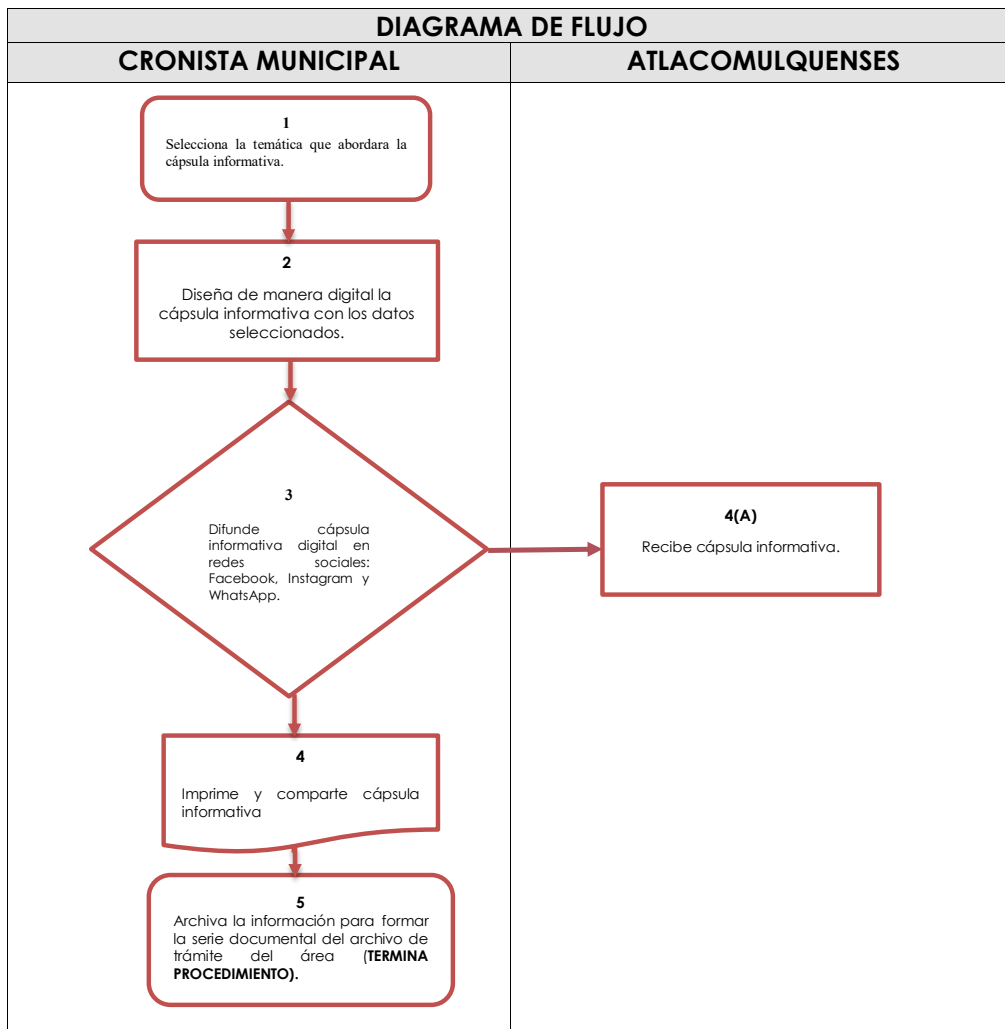 DIAGRAMA DE FLUJO
CRONISTA MUNICIPAL
ATLACOMULQUENSES
1
Selecciona la temática que abordara la
cápsula informativa.
2
Diseña de manera digital la
cápsula informativa con los datos
seleccionados.
3
Difunde cápsula
informativa digital en
redes sociales:
Facebook, Instagram y
WhatsApp.
4(A)
Recibe cápsula informativa.
4
Imprime y comparte cápsula
informativa
5
Archiva la información para formar
la serie documental del archivo de
trámite del área (TERMINA
PROCEDIMIENTO).